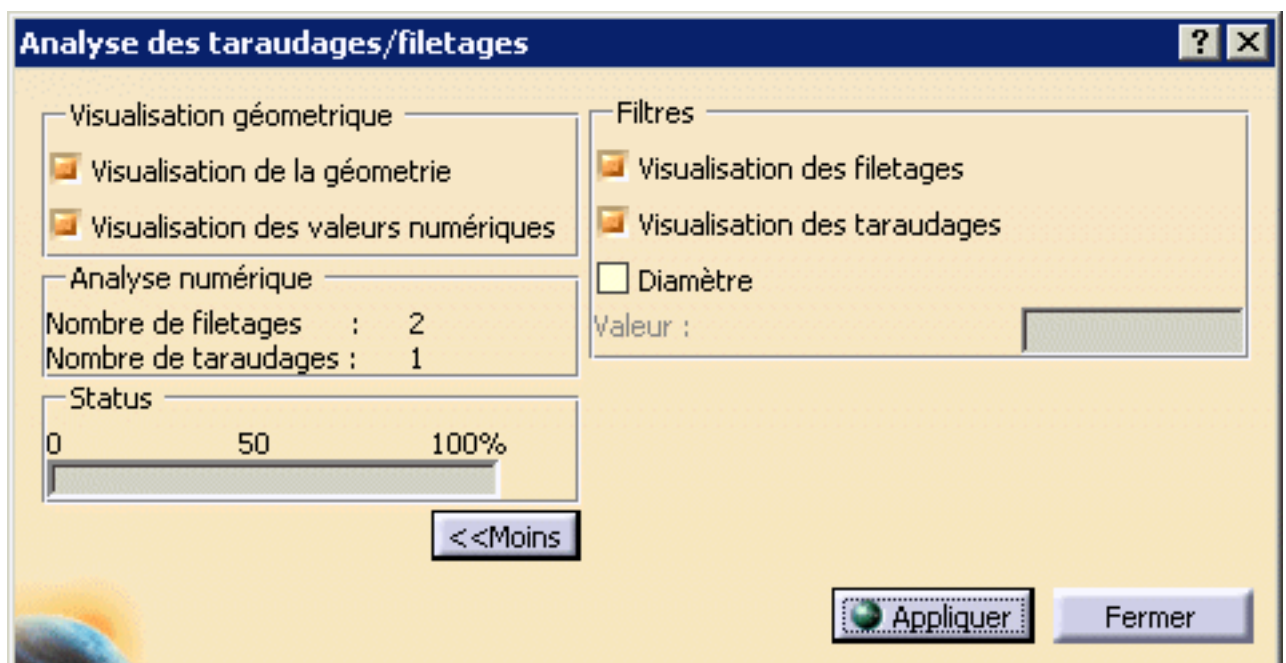 Analyse des taraudages/filetages
Visualisation géometrique
Visualisation de la géometrie
Visualisation des valeurs numériques
Analyse numérique
Nombre de filetages : 2
Nombre de taraudages : 1
Status
0 50 100%
<<Moins
Filtres
Visualisation des filetages
Visualisation des taraudages
Diamètre
Valeur :
Appliquer
Fermer